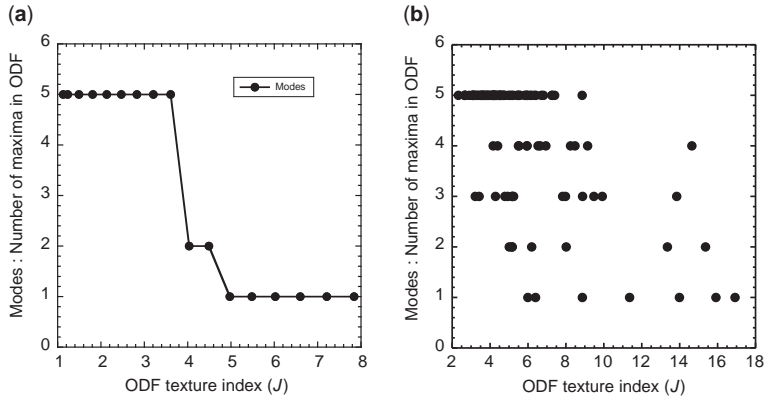 (a)
Modes : Number of maxima in ODF
6
5
4
3
2
1
0
Modes
1 2 3 4 5 6 7 8
ODF texture index (J)
(b)
Modes : Number of maxima in ODF
6
5
4
3
2
1
0
2 4 6 8 10 12 14 16 18
ODF texture index (J)